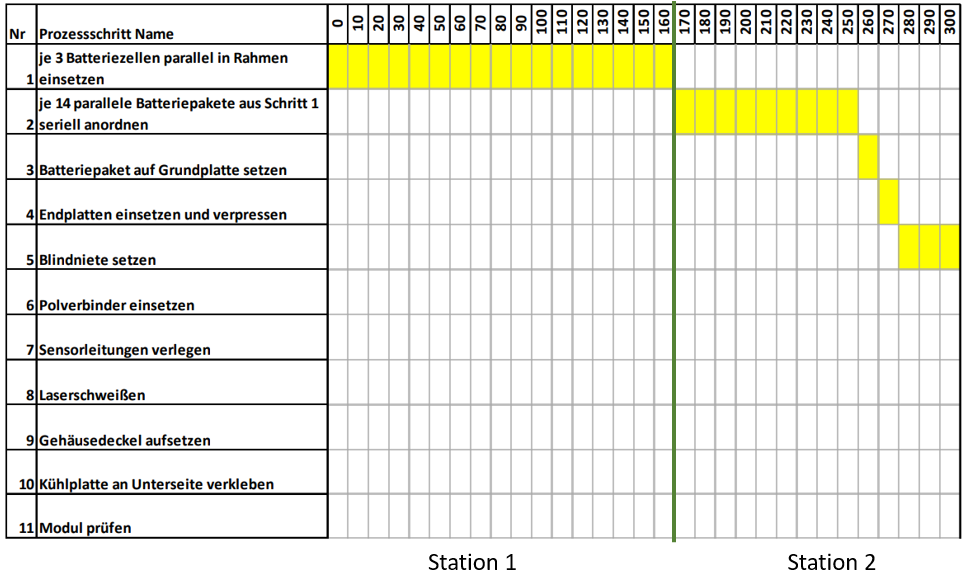 Nr Prozessschritt Name 0 10 20 30 40 50 60 70 80 90 100 110 120 130 140 150 160 170 180 190 200 210 220 230 240 250 260 270 280 290 300
je 3 Batteriezellen parallel in Rahmen
1 einsetzen
je 14 parallele Batteriepakete aus Schritt 1
2 seriell anordnen
3 Batteriepaket auf Grundplatte setzen
4 Endplatten einsetzen und verpressen
5 Blindniete setzen
6 Polverbinder einsetzen
7 Sensorleitungen verlegen
8 Laserschweißen
9 Gehäusedeckel aufsetzen
10 Kühlplatte an Unterseite verkleben
11 Modul prüfen
Station 1 Station 2